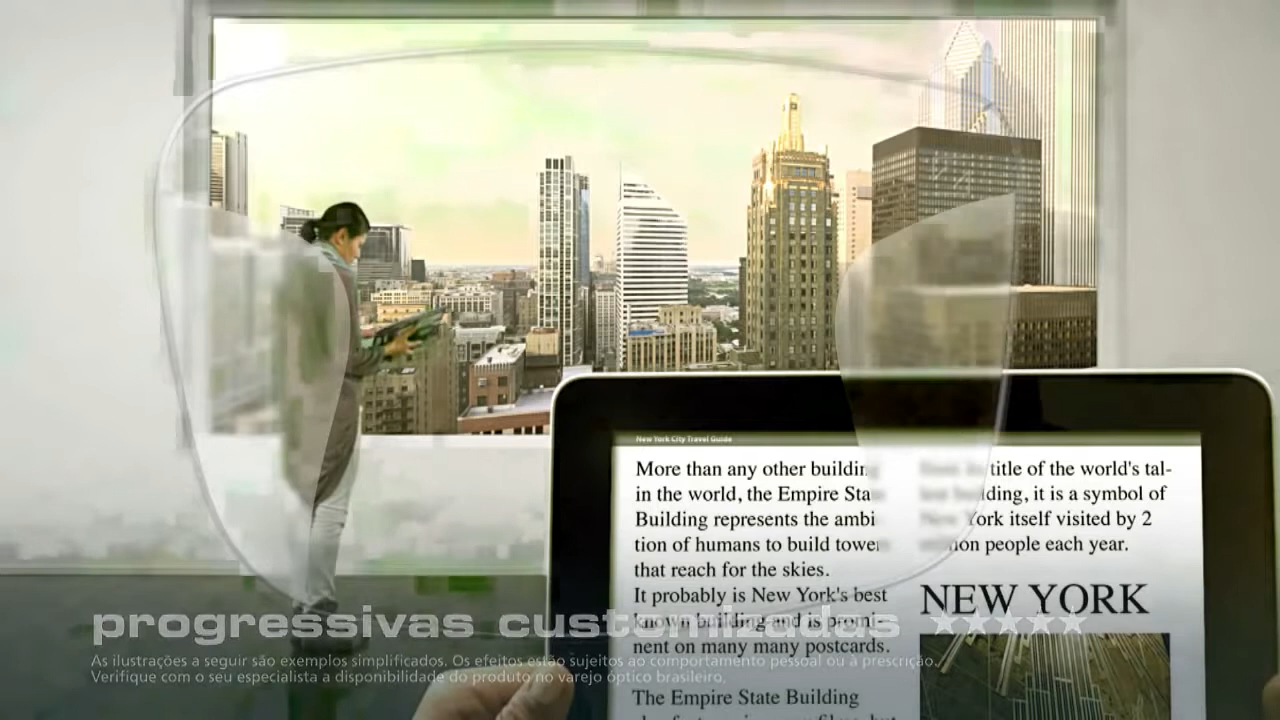 New York City Travel Guide
More than any other building
in the world, the Empire Sta
Building represents the ambi
tion of humans to build tower
that reach for the skies.
It probably is New York's best
known building and is promi-
nent on many many postcards.
The Empire State Building
title of the world's tal-
lding, it is a symbol of
New York itself visited by 2
on people each year.
NEW YORK
progressivas customizadas ★★★★★
As ilustrações a seguir são exemplos simplificados. Os efeitos estão sujeitos ao comportamento pessoal ou à prescrição.
Verifique com o seu especialista a disponibilidade do produto no varejo óptico brasileiro.